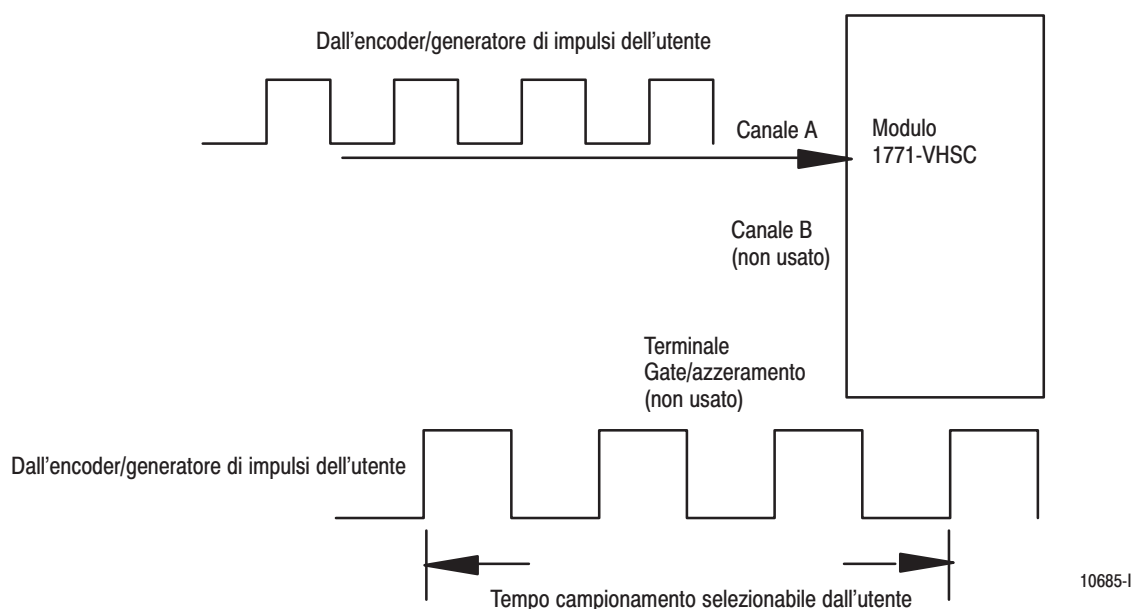 Dall'encoder/generatore di impulsi dell'utente
Canale A
Modulo
1771-VHSC
Canale B
(non usato)
Terminale
Gate/azzeramento
(non usato)
Dall'encoder/generatore di impulsi dell'utente
Tempo campionamento selezionabile dall'utente
10685-I